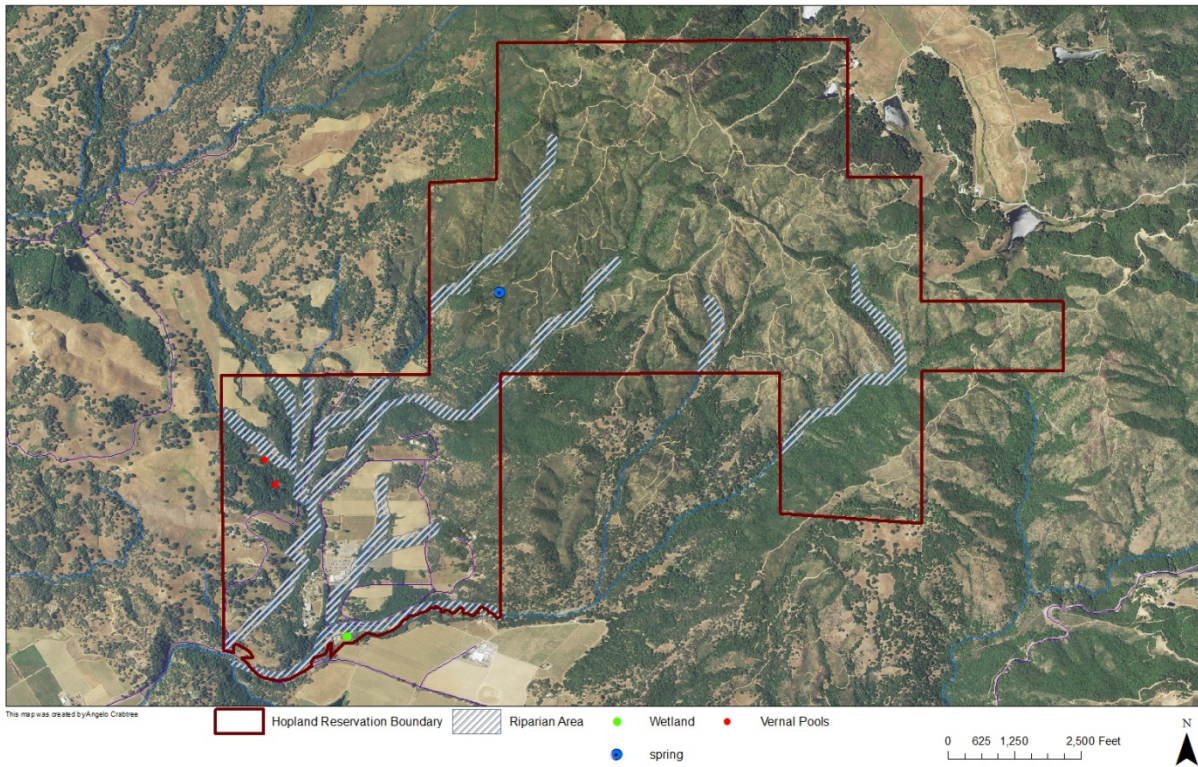 This map was created by Angelo Crabtree
Hopland Reservation Boundary Riparian Area Wetland Vernal Pools
spring
0 625 1,250 2,500 Feet
N